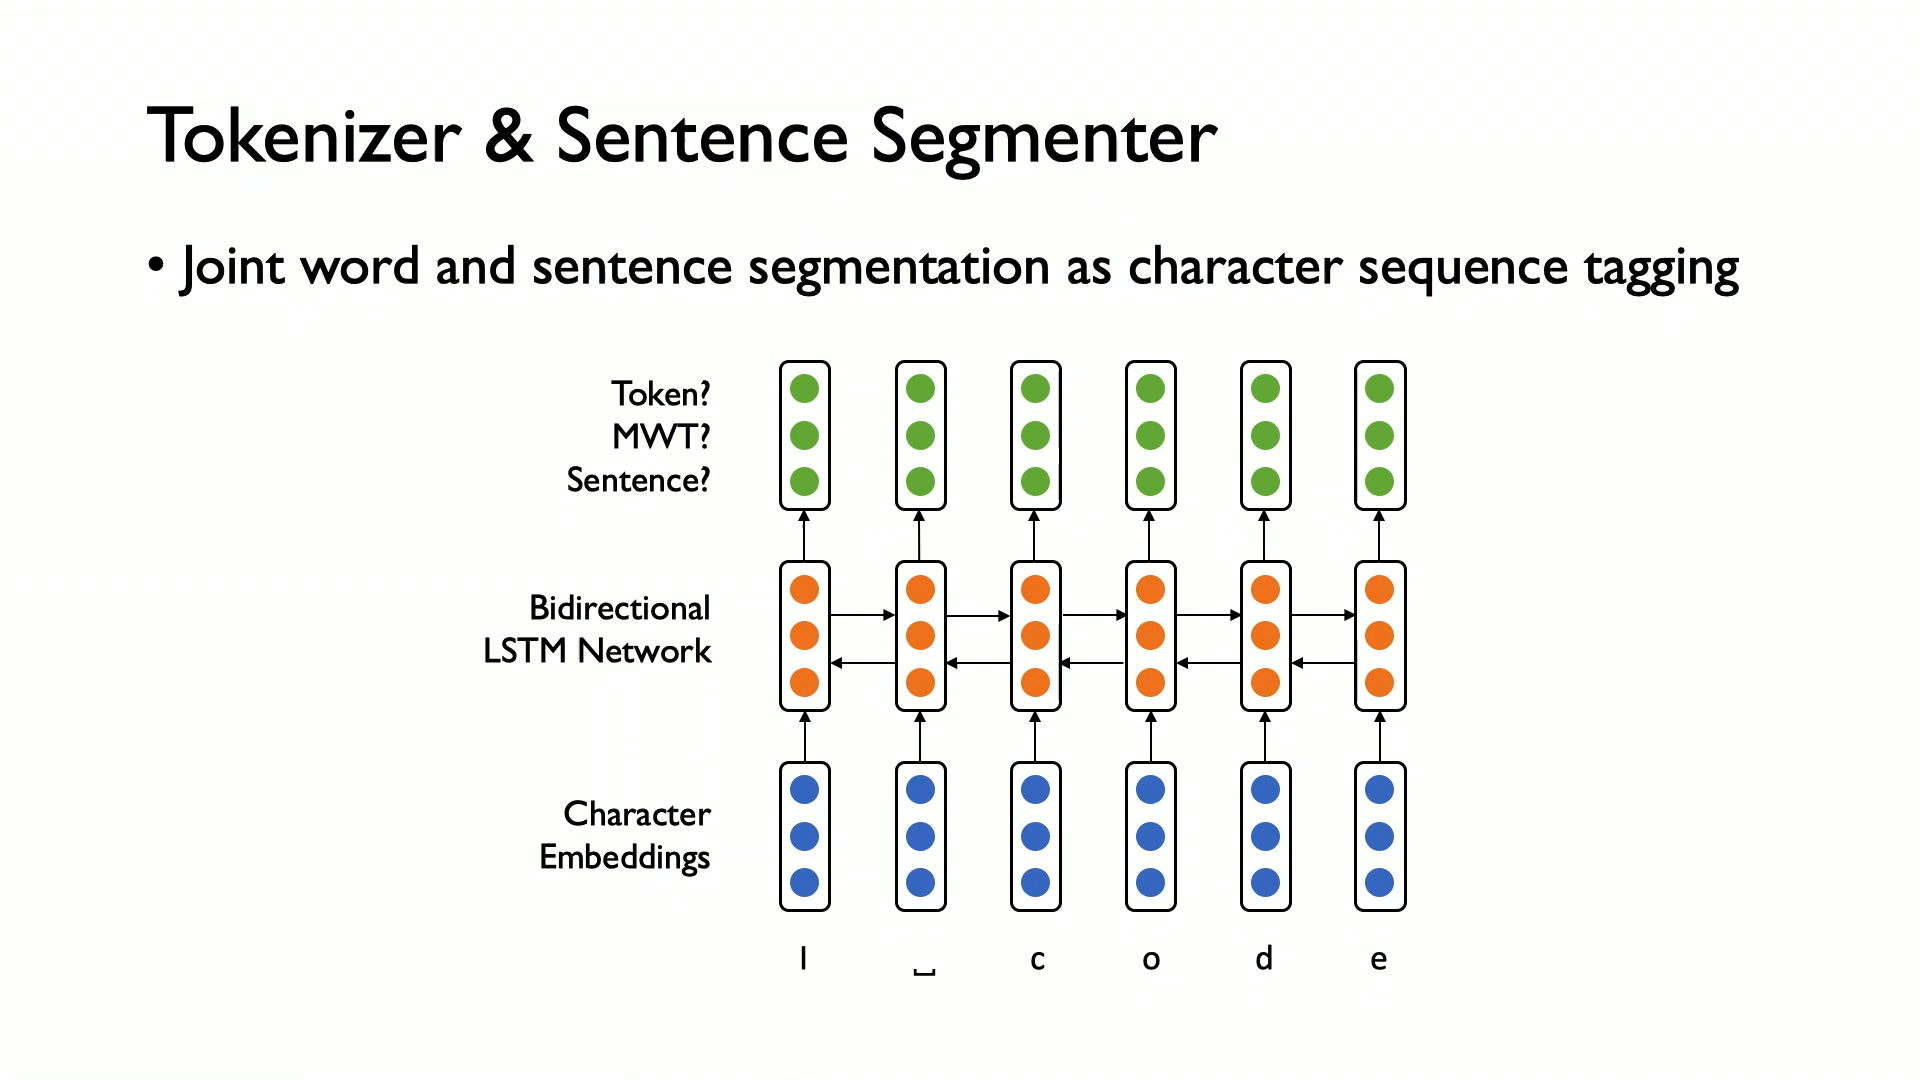 Tokenizer & Sentence Segmenter
• Joint word and sentence segmentation as character sequence tagging
Token?
MWT?
Sentence?
Bidirectional
LSTM Network
Character
Embeddings
I ⎵ c o d e